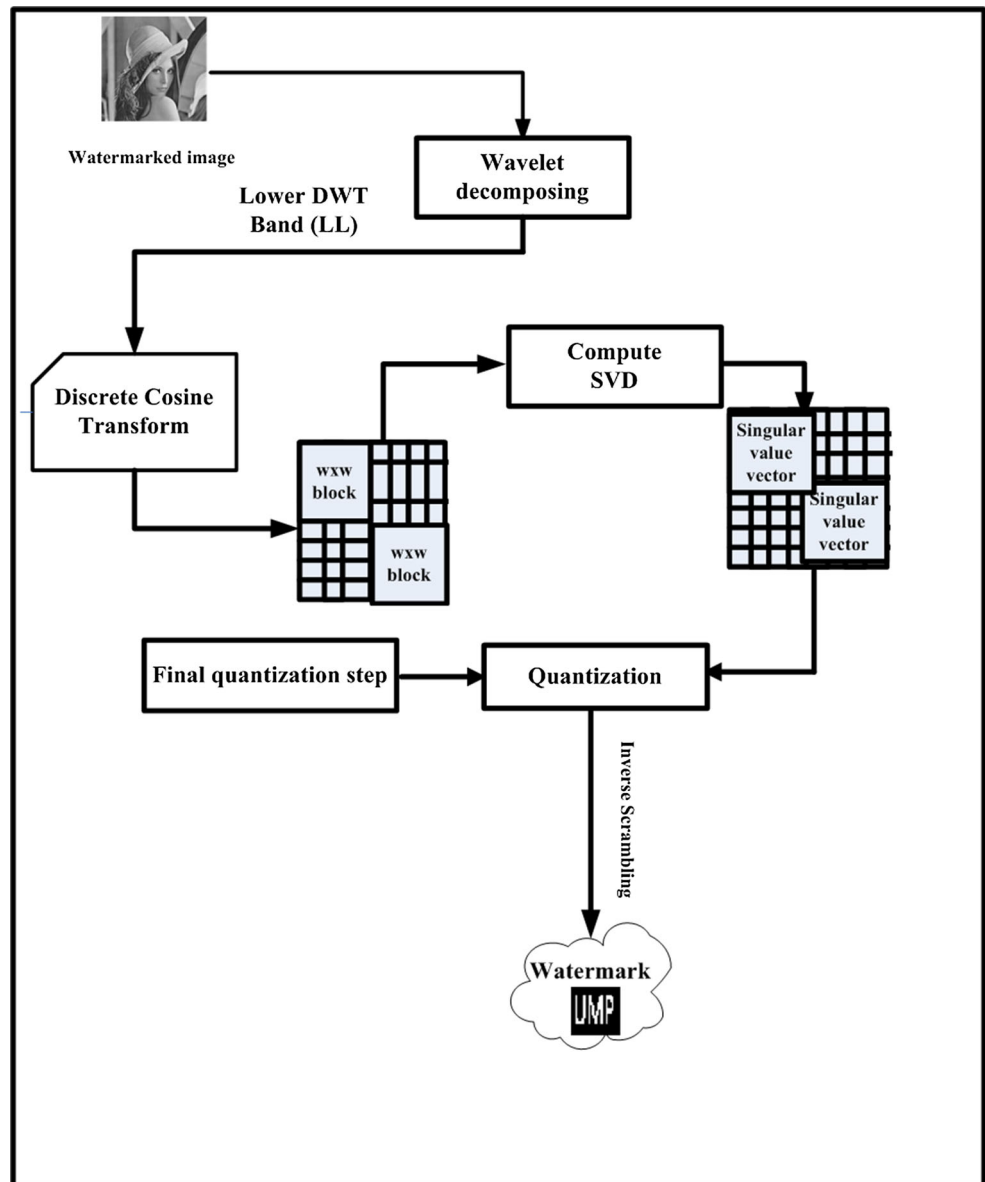 Watermarked image
Wavelet
decomposing
Lower DWT
Band (LL)
Discrete Cosine
Transform
wxw
block
wxw
block
Compute
SVD
Singular
value
vector
Singular
value
vector
Final quantization step
Quantization
Inverse Scrambling
Watermark
UMP